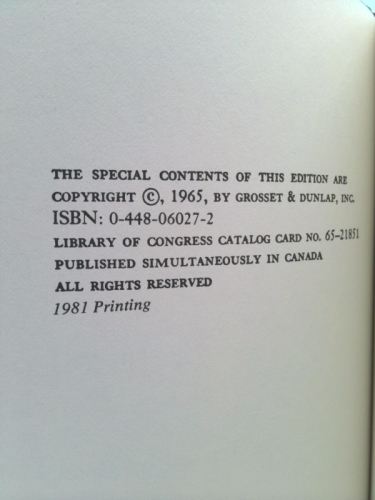 THE SPECIAL CONTENTS OF THIS EDITION ARE
COPYRIGHT ©, 1965, BY GROSSET & DUNLAP, INC.
ISBN: 0-448-06027-2
LIBRARY OF CONGRESS CATALOG CARD NO. 65-21851
PUBLISHED SIMULTANEOUSLY IN CANADA
ALL RIGHTS RESERVED
1981 Printing